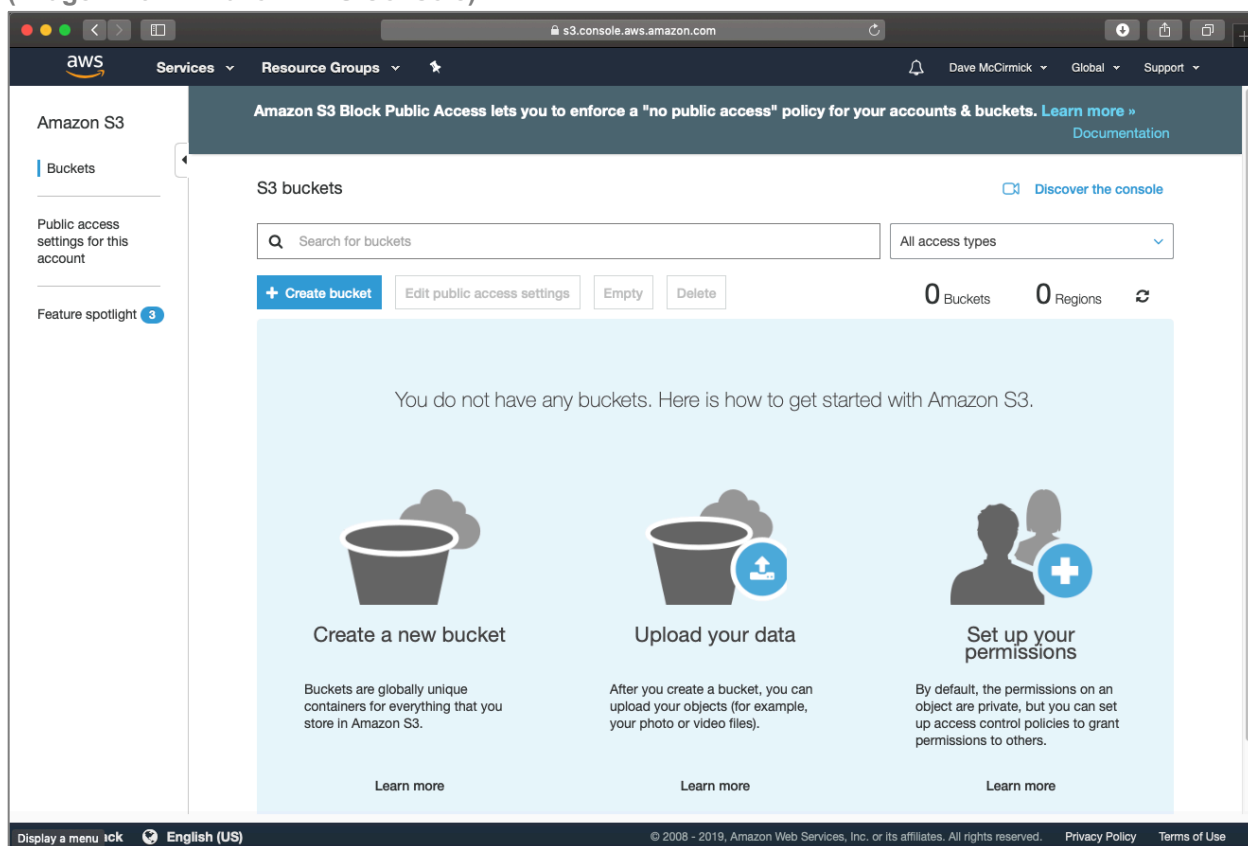 s3.console.aws.amazon.com
aws Services Resource Groups Dave McCirmick Global Support
Amazon S3 Block Public Access lets you to enforce a "no public access" policy for your accounts & buckets. Learn more »
Documentation
Amazon S3
Buckets
Public access
settings for this
account
Feature spotlight 3
S3 buckets
Discover the console
Search for buckets
All access types
+ Create bucket Edit public access settings Empty Delete
0 Buckets 0 Regions
You do not have any buckets. Here is how to get started with Amazon S3.
Create a new bucket
Buckets are globally unique
containers for everything that you
store in Amazon S3.
Learn more
Upload your data
After you create a bucket, you can
upload your objects (for example,
your photo or video files).
Learn more
Set up your
permissions
By default, the permissions on an
object are private, but you can set
up access control policies to grant
permissions to others.
Learn more
Display a menu ack English (US) © 2008 - 2019, Amazon Web Services, Inc. or its affiliates. All rights reserved. Privacy Policy Terms of Use